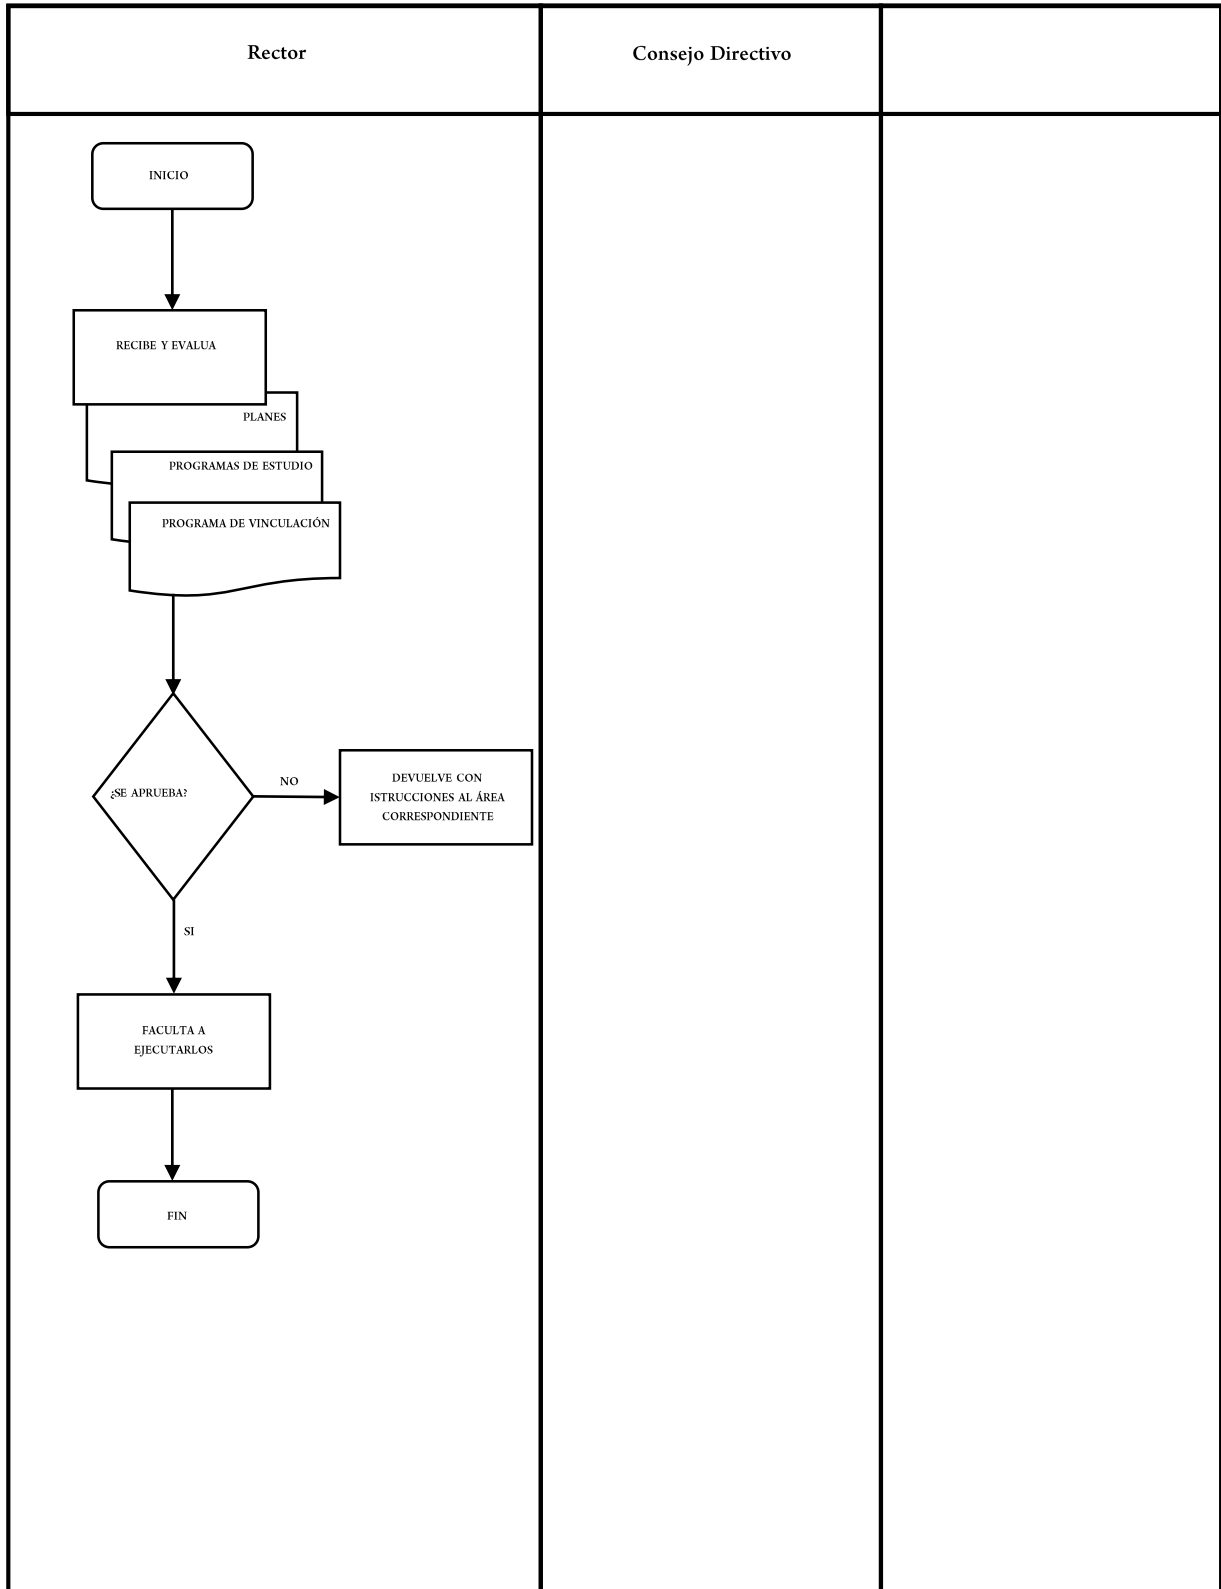 Rector
Consejo Directivo
INICIO
RECIBE Y EVALUA
PLANES
PROGRAMAS DE ESTUDIO
PROGRAMA DE VINCULACIÓN
¿SE APRUEBA?
NO
DEVUELVE CON
ISTRUCCIONES AL ÁREA
CORRESPONDIENTE
SI
FACULTA A
EJECUTARLOS
FIN